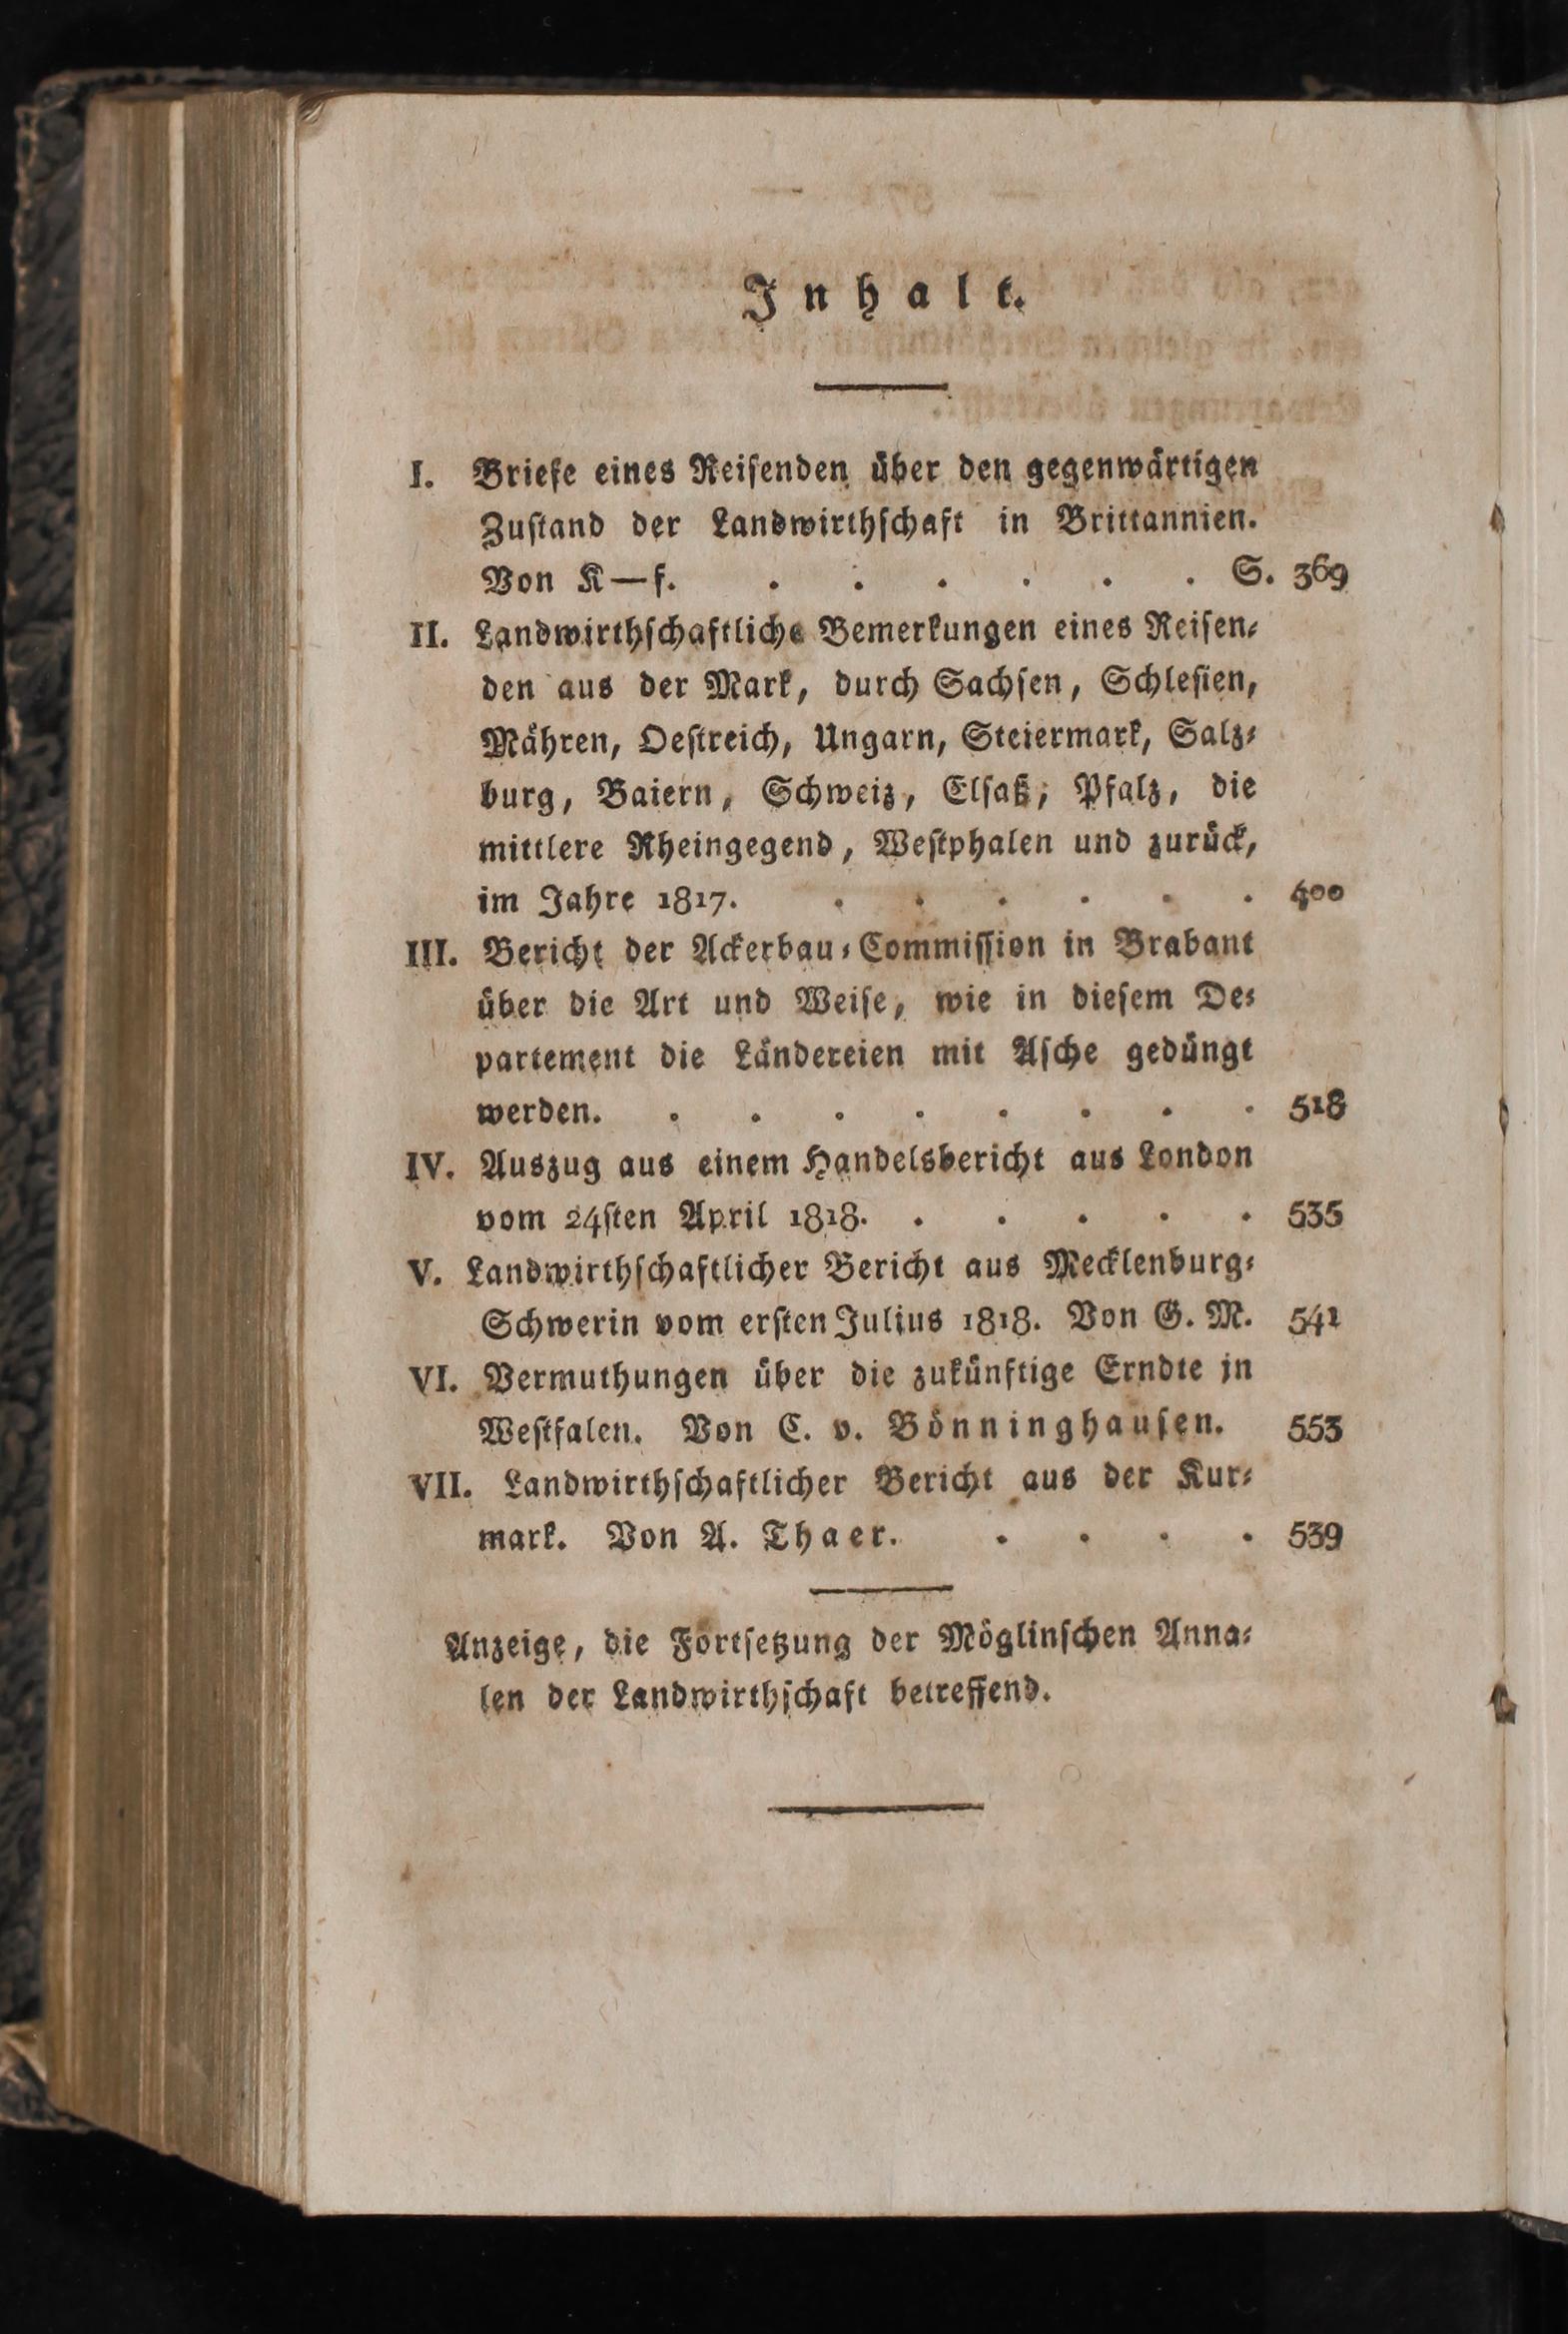 Inhalt.
I. Briefe eines Reisenden über den gegenwärtigen
Zustand der Landwirthschaft in Brittannien.
Von K—f. . . . . . . S. 369
II. Landwirthschaftliche Bemerkungen eines Reisen-
den aus der Mark, durch Sachsen, Schlesien,
Mähren, Oestreich, Ungarn, Steiermark, Salz-
burg, Baiern, Schweiz, Elsaß, Pfalz, die
mittlere Rheingegend, Westphalen und zurück,
im Jahre 1817. . . . . . . 400
III. Bericht der Ackerbau-Commission in Brabant
über die Art und Weise, wie in diesem De-
partement die Ländereien mit Asche gedüngt
werden. . . . . . . . . 518
IV. Auszug aus einem Handelsbericht aus London
vom 24sten April 1818. . . . . . 535
V. Landwirthschaftlicher Bericht aus Mecklenburg-
Schwerin vom ersten Julius 1818. Von G. M. 541
VI. Vermuthungen über die zukünftige Erndte in
Westfalen. Von C. v. Bönninghausen. 553
VII. Landwirthschaftlicher Bericht aus der Kur-
mark. Von A. Thaer. . . . . 539
Anzeige, die Fortsetzung der Möglinschen Anna-
len der Landwirthschaft betreffend.